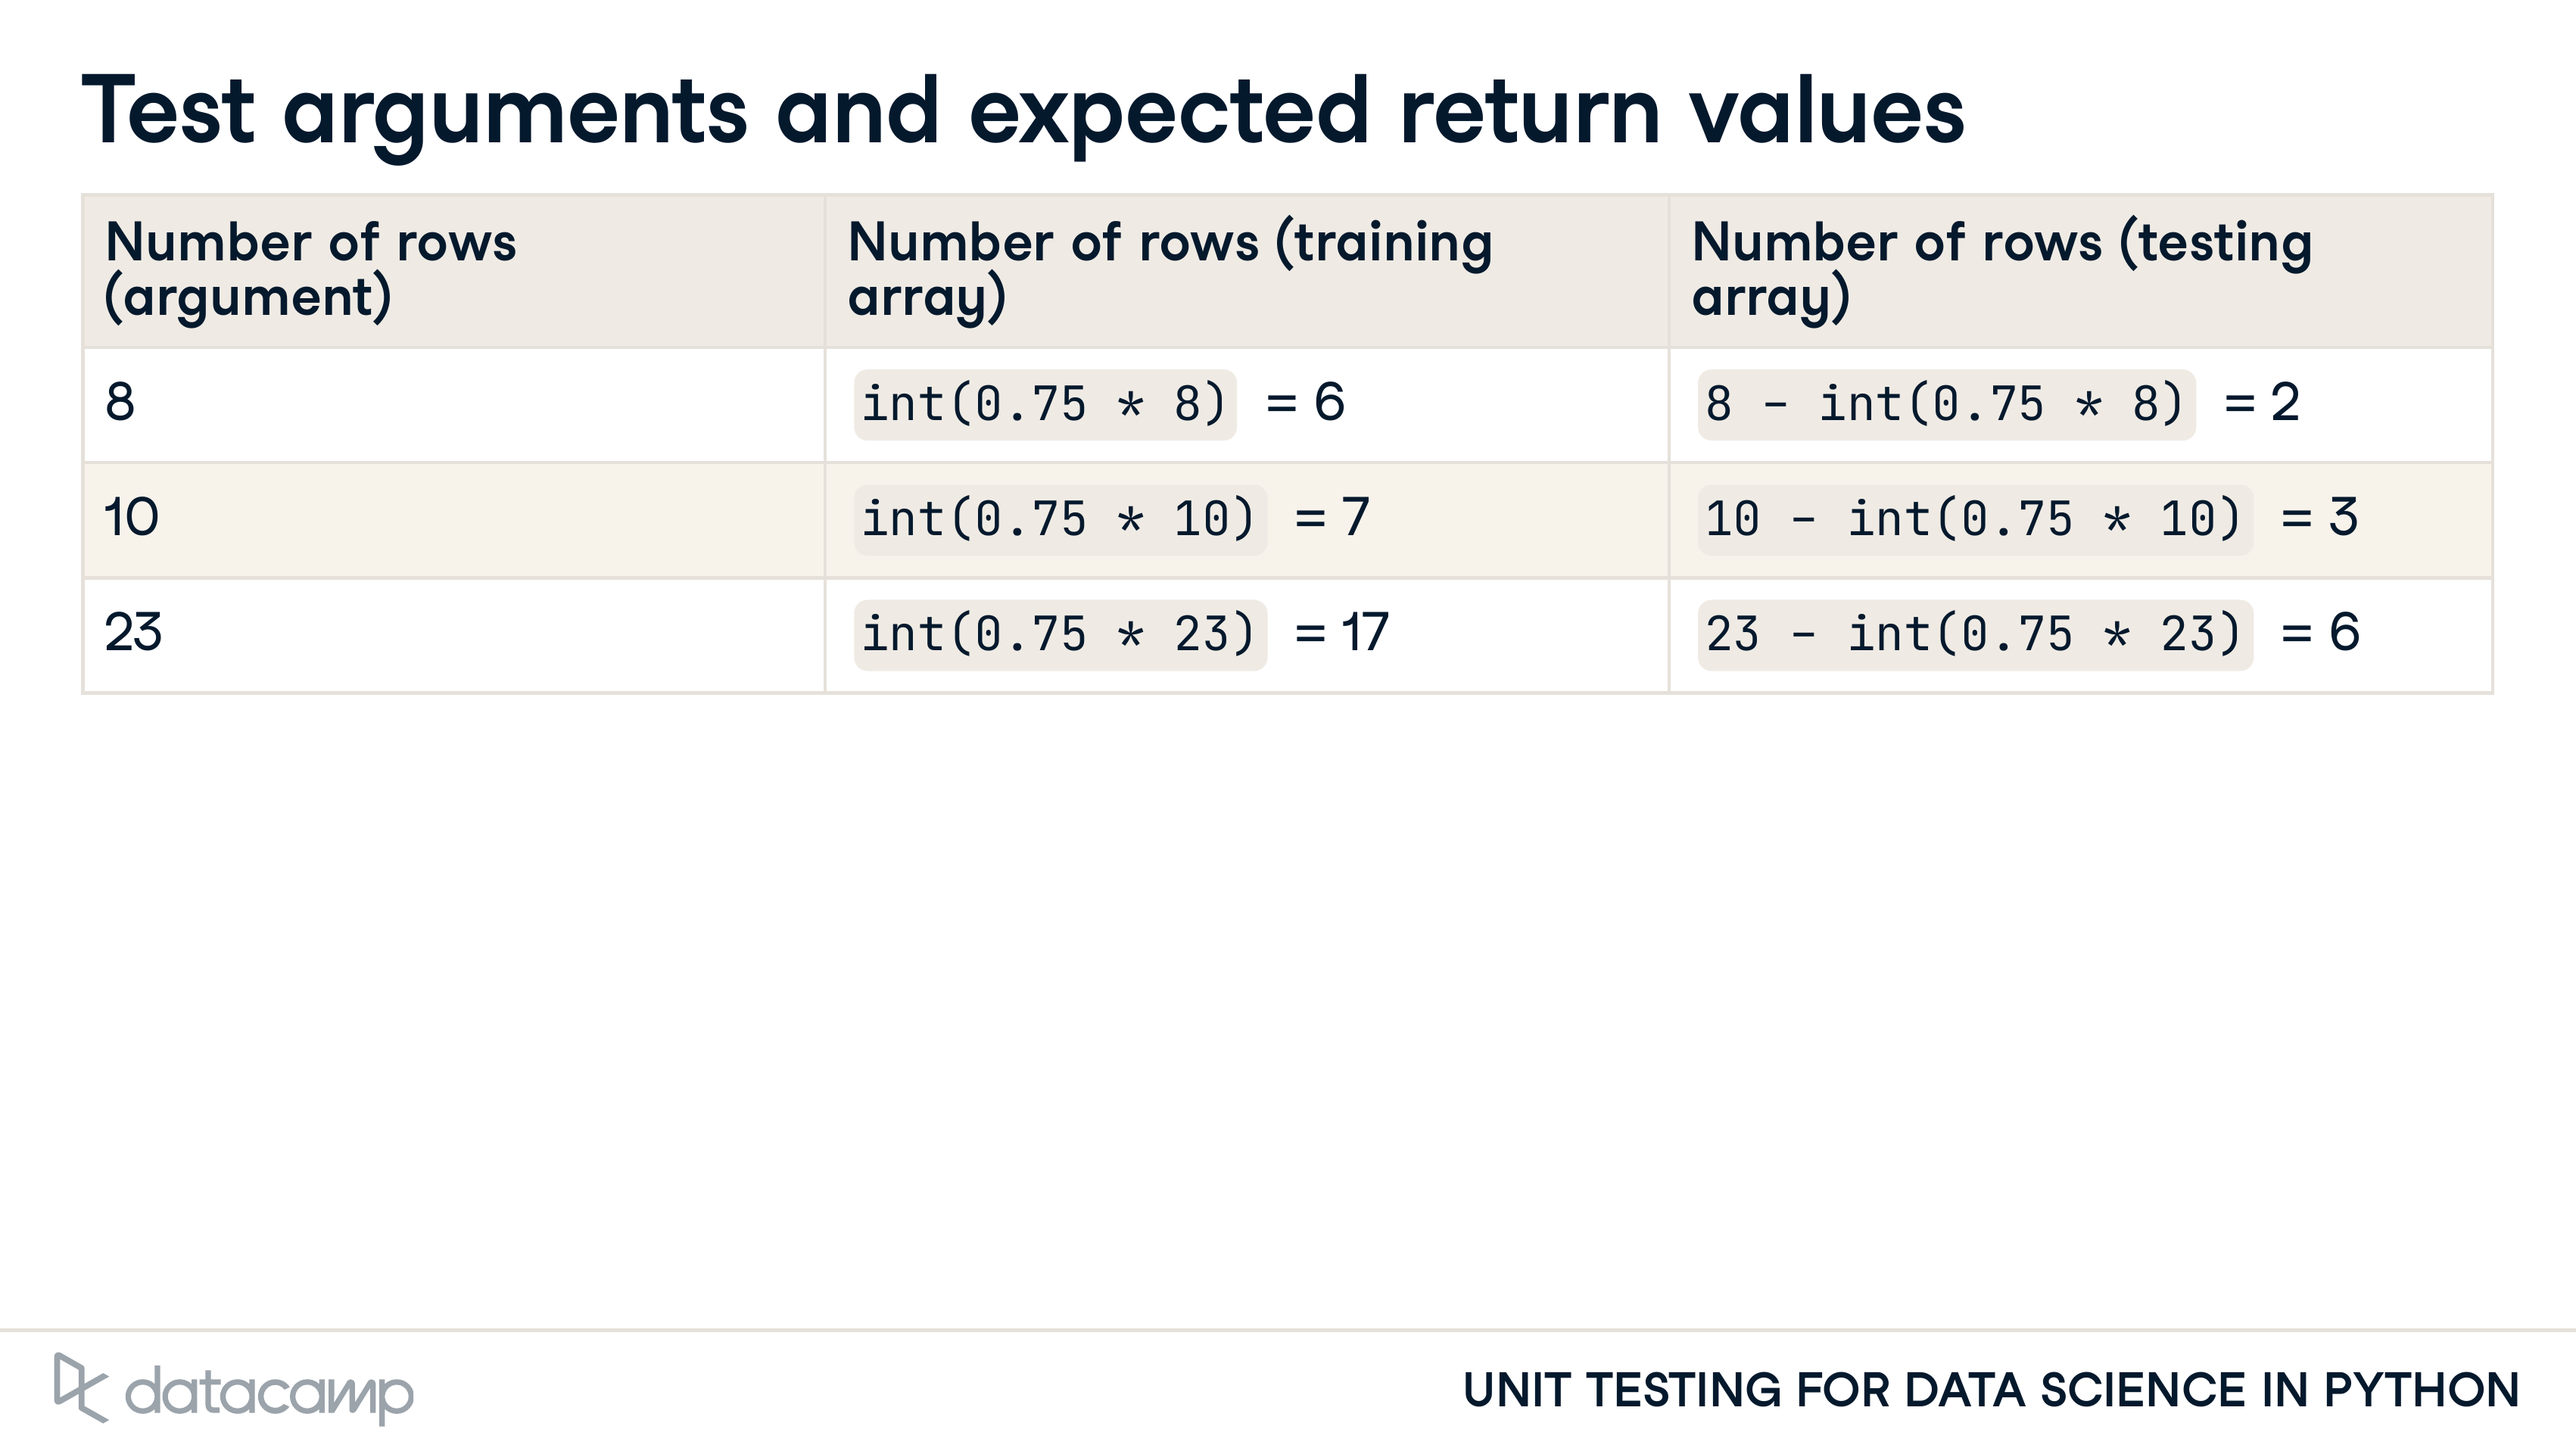 Test arguments and expected return values
Number of rows (argument)
Number of rows (training array)
Number of rows (testing array)
8
int(0.75 * 8) = 6
8 - int(0.75 * 8) = 2
10
int(0.75 * 10) = 7
10 - int(0.75 * 10) = 3
23
int(0.75 * 23) = 17
23 - int(0.75 * 23) = 6
datacamp
UNIT TESTING FOR DATA SCIENCE IN PYTHON